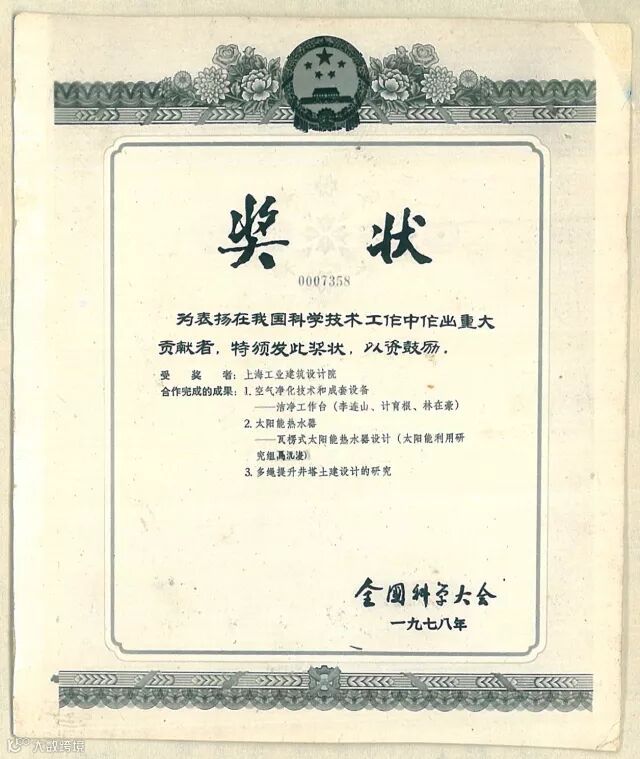 奖状
0007358
为表扬在我国科学技术工作中作出重大
贡献者，特颁发此奖状，以资鼓励．
受奖者：上海工业建筑设计院
合作完成的成果：1.空气净化技术和成套设备
——洁净工作台（李连山、计育根、林在豪）
2.太阳能热水器
——瓦楞式太阳能热水器设计（太阳能利用研
究组）
3.多绳提升井塔土建设计的研究
全国科学大会
一九七八年
大数跨境